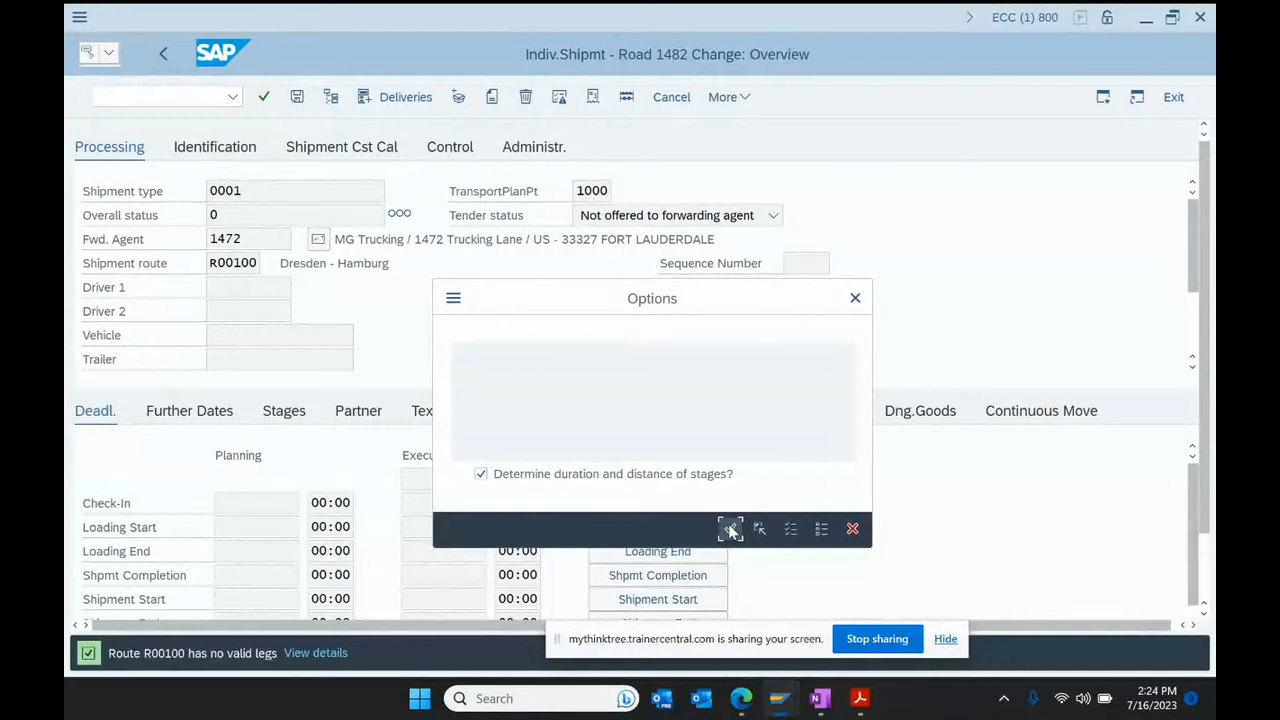 ECC (1) 800
SAP
Indiv.Shipmt - Road 1482 Change: Overview
Deliveries
Cancel
More
Exit
Processing
Identification
Shipment Cst Cal
Control
Administr.
Shipment type 0001 TransportPlanPt 1000
Overall status 0 Tender status Not offered to forwarding agent
Fwd. Agent 1472 MG Trucking / 1472 Trucking Lane / US - 33327 FORT LAUDERDALE
Shipment route R00100 Dresden - Hamburg Sequence Number
Driver 1
Driver 2
Vehicle
Trailer
Options
Determine duration and distance of stages?
Deadl.
Further Dates
Stages
Partner
Tex
Dng.Goods
Continuous Move
Planning
Execu
Check-In 00:00
Loading Start 00:00
Loading End 00:00 00:00 Loading End
Shpmt Completion 00:00 00:00 Shpmt Completion
Shipment Start 00:00 00:00 Shipment Start
mythinktree.trainercentral.com is sharing your screen.
Stop sharing
Hide
Route R00100 has no valid legs View details
Search
2:24 PM
7/16/2023